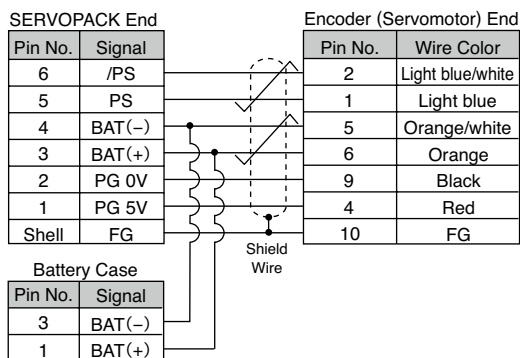 SERVOPACK End
Encoder (Servomotor) End
Pin No. Signal
Pin No. Wire Color
6 /PS
2 Light blue/white
5 PS
1 Light blue
4 BAT(−)
5 Orange/white
3 BAT(+)
6 Orange
2 PG 0V
9 Black
1 PG 5V
4 Red
Shell FG
10 FG
Shield
Wire
Battery Case
Pin No. Signal
3 BAT(−)
1 BAT(+)